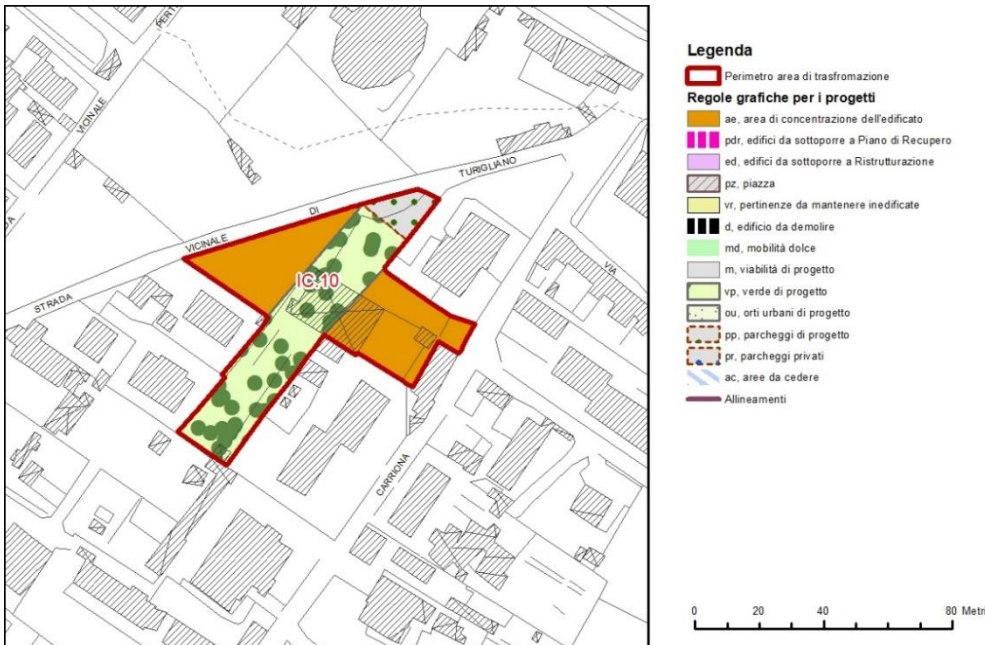 VIONALE
PERT
TURIGLIANO
DI
VICINALE
STRADA
IC.10
VIA
CARRIONA
DA
Legenda
Perimetro area di trasfromazione
Regole grafiche per i progetti
ae, area di concentrazione dell'edificato
pdr, edifici da sottoporre a Piano di Recupero
ed, edifici da sottoporre a Ristrutturazione
pz, piazza
vr, pertinenze da mantenere inedificate
d, edificio da demolire
md, mobilità dolce
m, viabilità di progetto
vp, verde di progetto
ou, orti urbani di progetto
pp, parcheggi di progetto
pr, parcheggi privati
ac, aree da cedere
Allineamenti
0 20 40 80 Metri